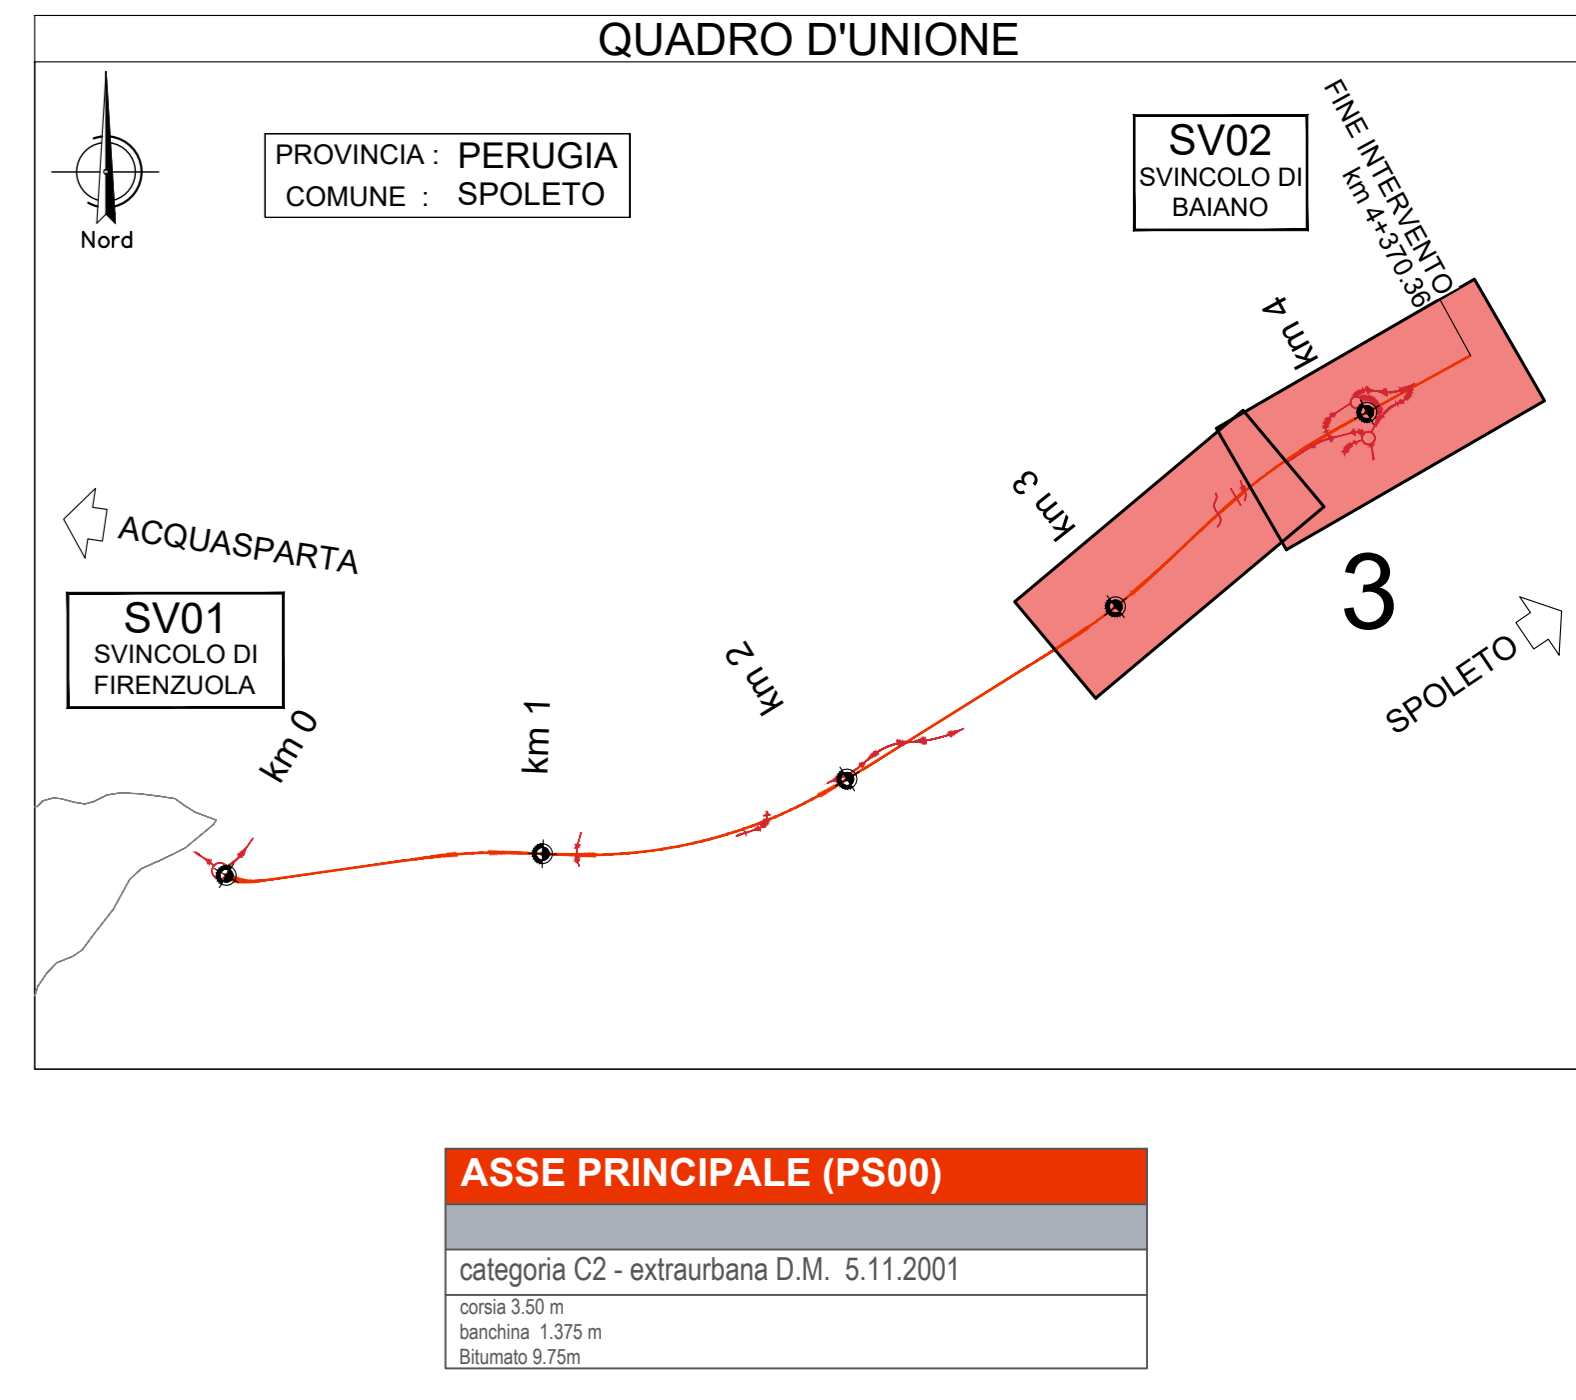 QUADRO D'UNIONE
Nord
PROVINCIA : PERUGIA
COMUNE : SPOLETO
SV02
SVINCOLO DI
BAIANO
FINE INTERVENTO
km 4+370.36
km 4
km 3
ACQUASPARTA
3
SV01
SVINCOLO DI
FIRENZUOLA
SPOLETO
km 2
km 1
km 0
ASSE PRINCIPALE (PS00)
categoria C2 - extraurbana D.M. 5.11.2001
corsia 3.50 m
banchina 1.375 m
Bitumato 9.75m